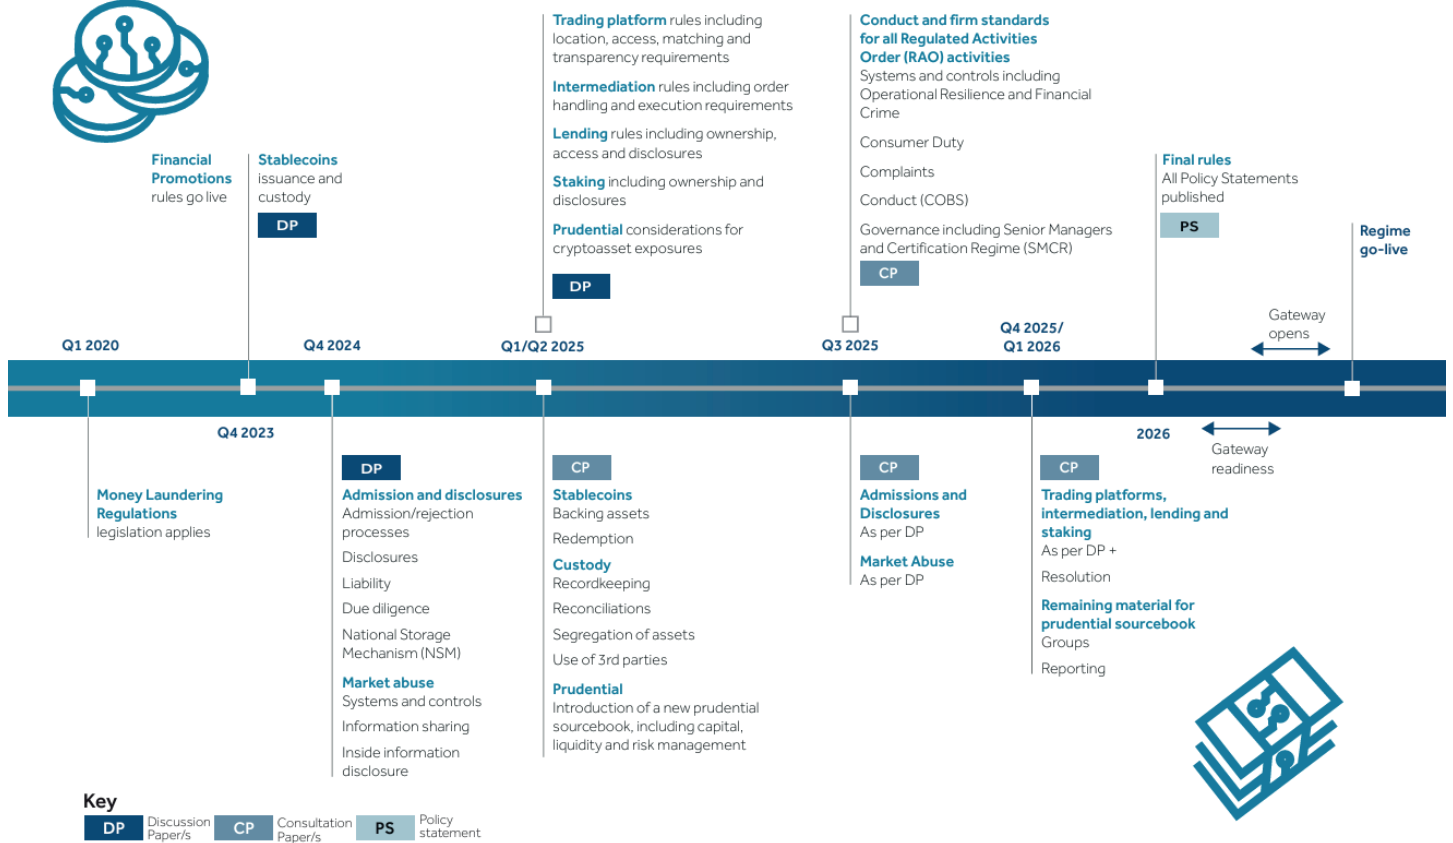 Financial
Promotions
rules go live
Stablecoins
issuance and
custody
DP
Trading platform rules including
location, access, matching and
transparency requirements
Intermediation rules including order
handling and execution requirements
Lending rules including ownership,
access and disclosures
Staking including ownership and
disclosures
Prudential considerations for
cryptoasset exposures
DP
Conduct and firm standards
for all Regulated Activities
Order (RAO) activities
Systems and controls including
Operational Resilience and Financial
Crime
Consumer Duty
Complaints
Conduct (COBS)
Governance including Senior Managers
and Certification Regime (SMCR)
CP
Final rules
All Policy Statements
published
PS
Regime
go-live
Gateway
opens
Q1 2020
Q4 2024
Q1/Q2 2025
Q3 2025
Q4 2025/
Q1 2026
Q4 2023
2026
Gateway
readiness
Money Laundering
Regulations
legislation applies
DP
Admission and disclosures
Admission/rejection
processes
Disclosures
Liability
Due diligence
National Storage
Mechanism (NSM)
Market abuse
Systems and controls
Information sharing
Inside information
disclosure
CP
Stablecoins
Backing assets
Redemption
Custody
Recordkeeping
Reconciliations
Segregation of assets
Use of 3rd parties
Prudential
Introduction of a new prudential
sourcebook, including capital,
liquidity and risk management
CP
Admissions and
Disclosures
As per DP
Market Abuse
As per DP
CP
Trading platforms,
intermediation, lending and
staking
As per DP +
Resolution
Remaining material for
prudential sourcebook
Groups
Reporting
Key
DP
Discussion
Paper/s
CP
Consultation
Paper/s
PS
Policy
statement